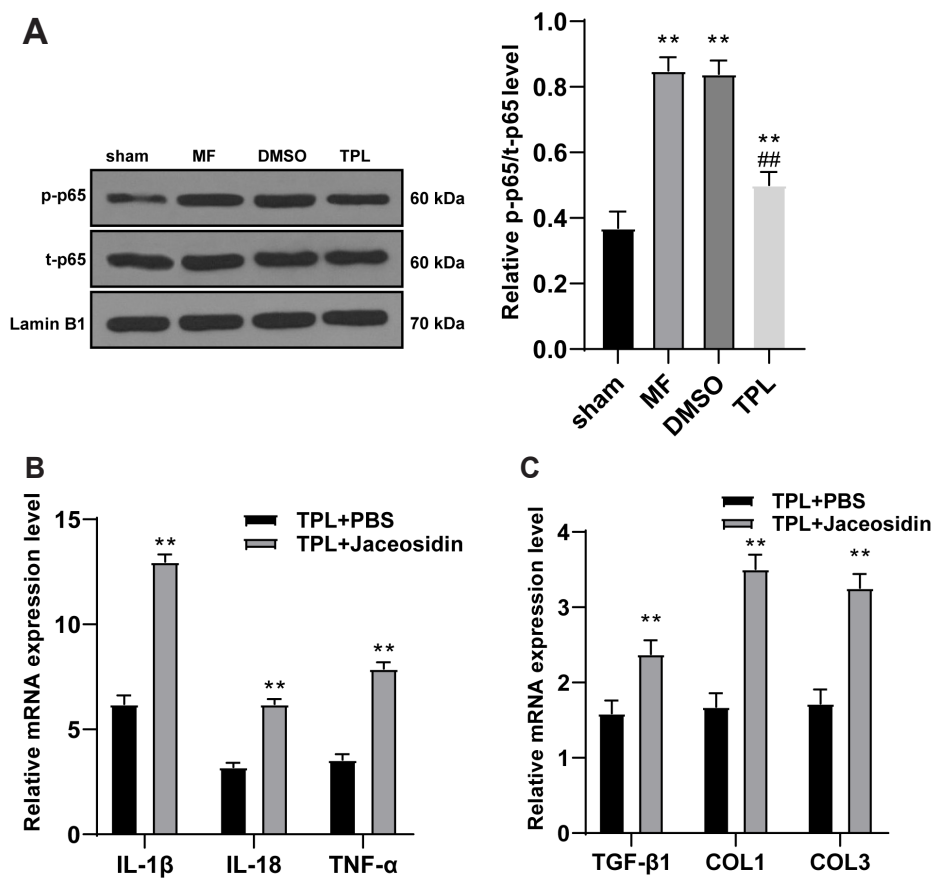 A
sham MF DMSO TPL
p-p65 60 kDa
t-p65 60 kDa
Lamin B1 70 kDa
Relative p-p65/t-p65 level
1.0
0.8
0.6
0.4
0.2
0.0
** ** **
##
sham MF DMSO TPL
B
Relative mRNA expression level
15
10
5
0
TPL+PBS
TPL+Jaceosidin
** ** **
IL-1β IL-18 TNF-α
C
Relative mRNA expression level
4
3
2
1
0
TPL+PBS
TPL+Jaceosidin
** ** **
TGF-β1 COL1 COL3